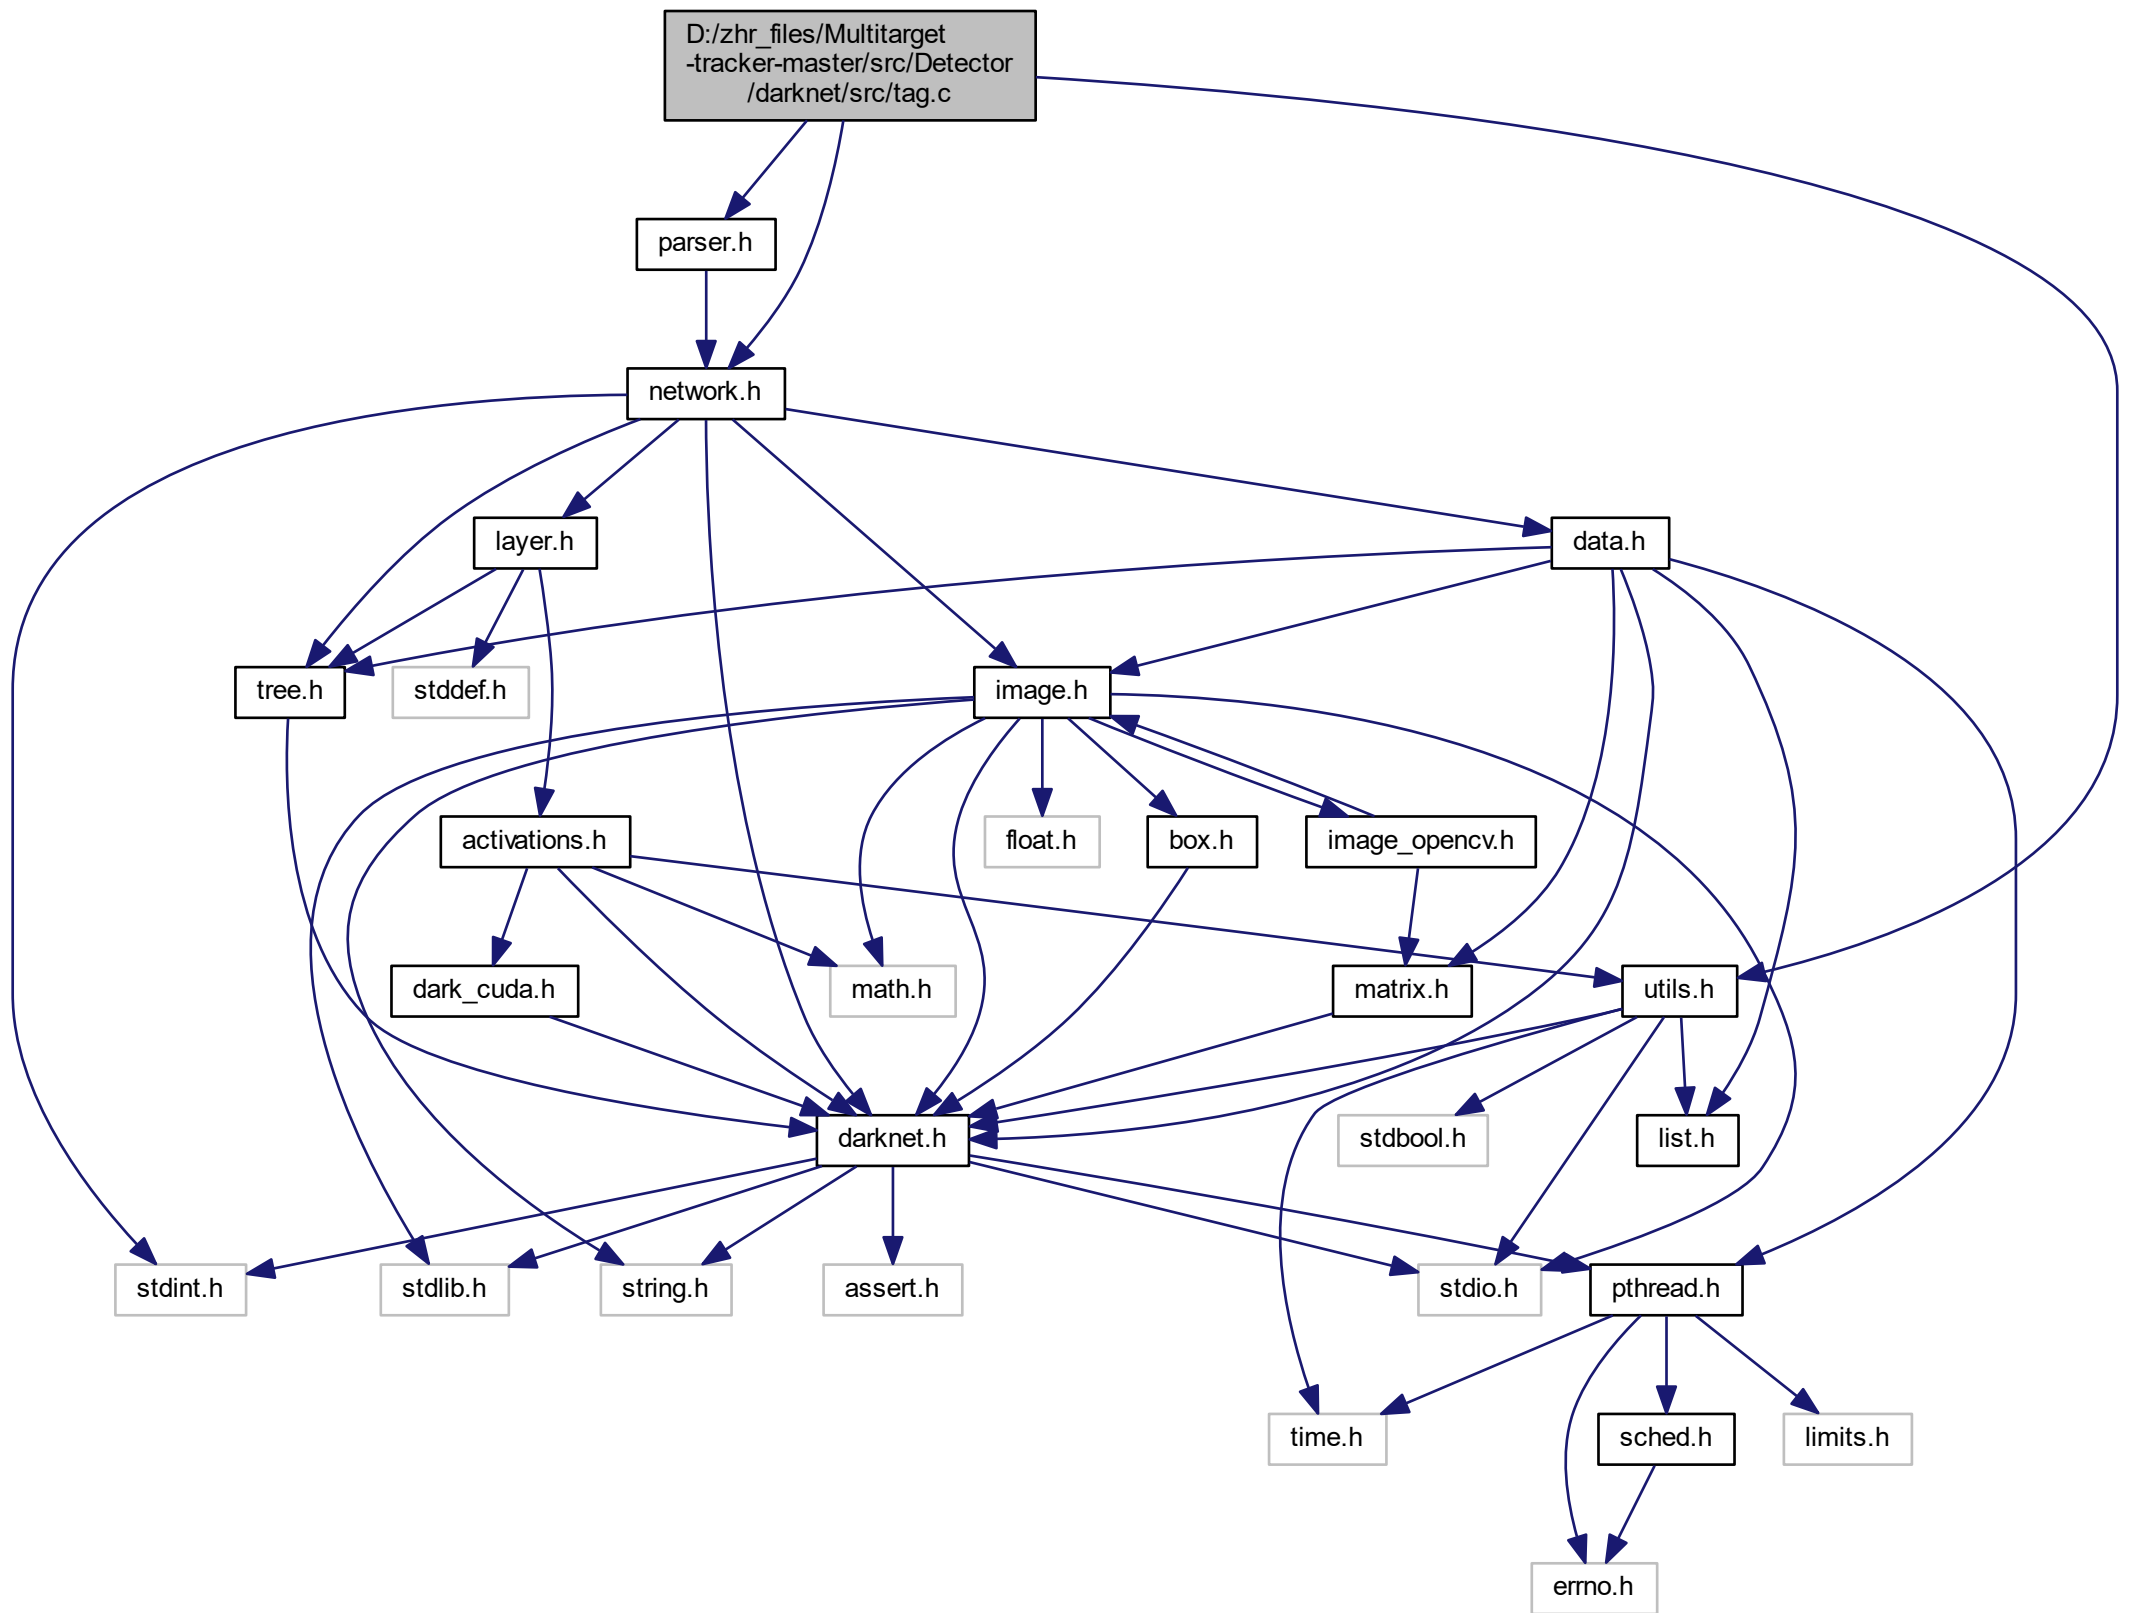 D:/zhr_files/Multitarget
-tracker-master/src/Detector
/darknet/src/tag.c
parser.h
network.h
layer.h
data.h
tree.h
stddef.h
image.h
activations.h
float.h
box.h
image_opencv.h
dark_cuda.h
math.h
matrix.h
utils.h
darknet.h
stdbool.h
list.h
stdint.h
stdlib.h
string.h
assert.h
stdio.h
pthread.h
time.h
sched.h
limits.h
errno.h